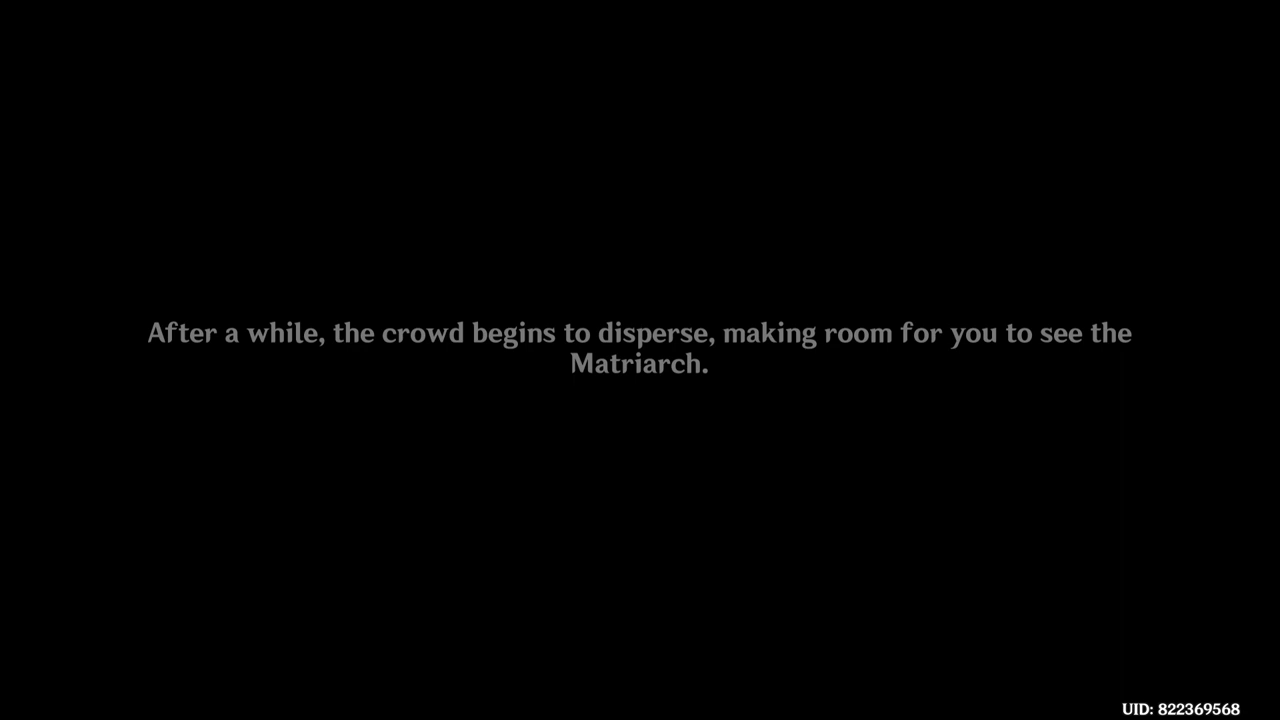 After a while, the crowd begins to disperse, making room for you to see the
Matriarch.
UID: 822369568